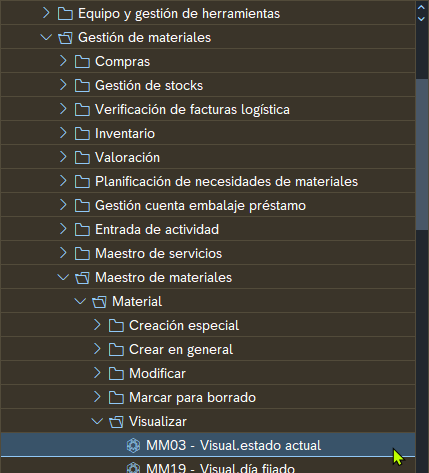 Equipo y gestión de herramientas
Gestión de materiales
Compras
Gestión de stocks
Verificación de facturas logística
Inventario
Valoración
Planificación de necesidades de materiales
Gestión cuenta embalaje préstamo
Entrada de actividad
Maestro de servicios
Maestro de materiales
Material
Creación especial
Crear en general
Modificar
Marcar para borrado
Visualizar
MM03 - Visual.estado actual
MM19 - Visual.día fijado